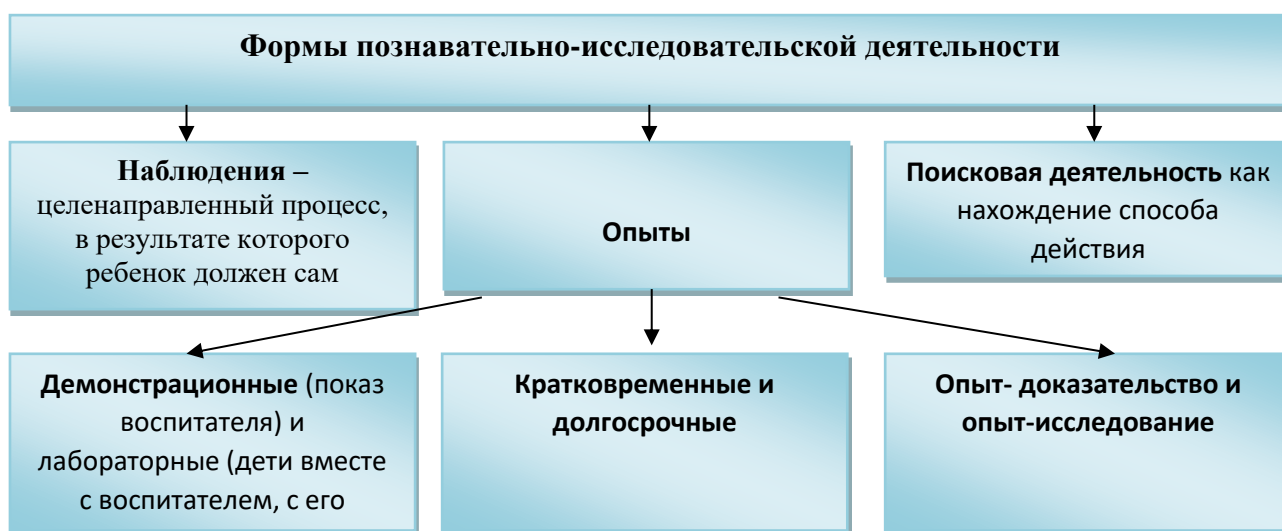 Формы познавательно-исследовательской деятельности
Наблюдения –
целенаправленный процесс,
в результате которого
ребенок должен сам
Опыты
Поисковая деятельность как
нахождение способа
действия
Демонстрационные (показ
воспитателя) и
лабораторные (дети вместе
с воспитателем, с его
Кратковременные и
долгосрочные
Опыт- доказательство и
опыт-исследование